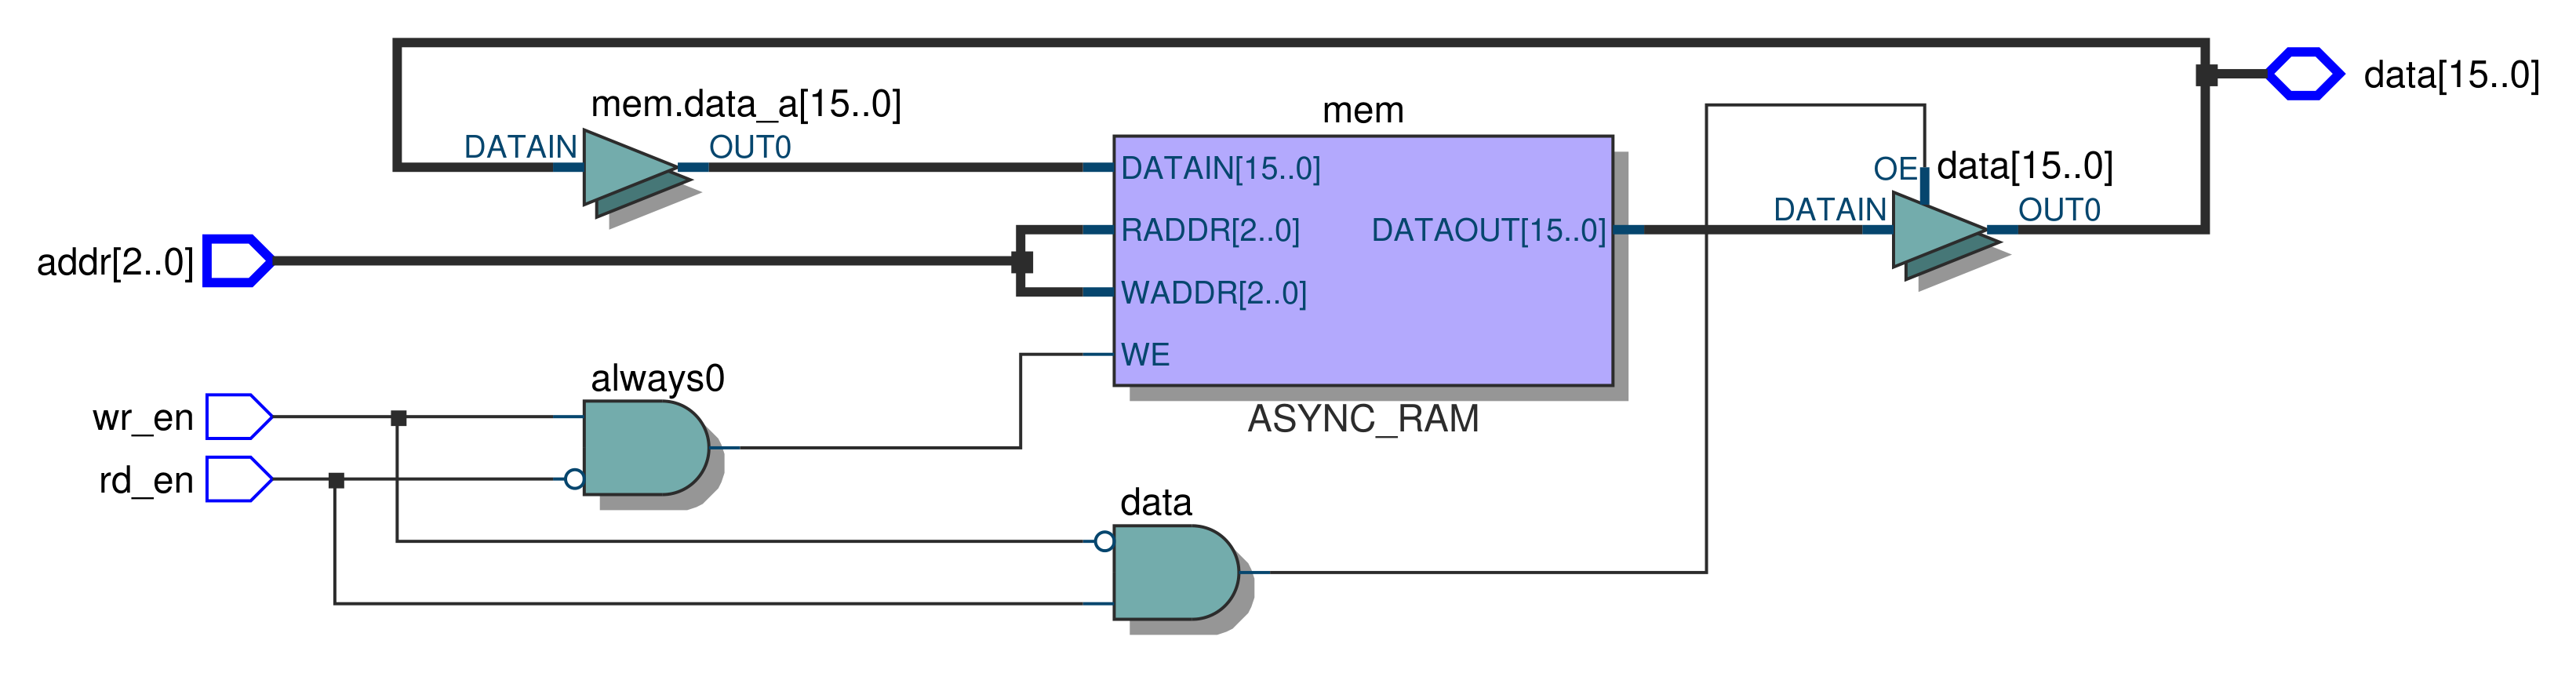 data[15..0]
mem.data_a[15..0]
mem
DATAIN
OUT0
DATAIN[15..0]
OE
data[15..0]
RADDR[2..0]
DATAOUT[15..0]
DATAIN
OUT0
addr[2..0]
WADDR[2..0]
WE
always0
wr_en
ASYNC_RAM
rd_en
data